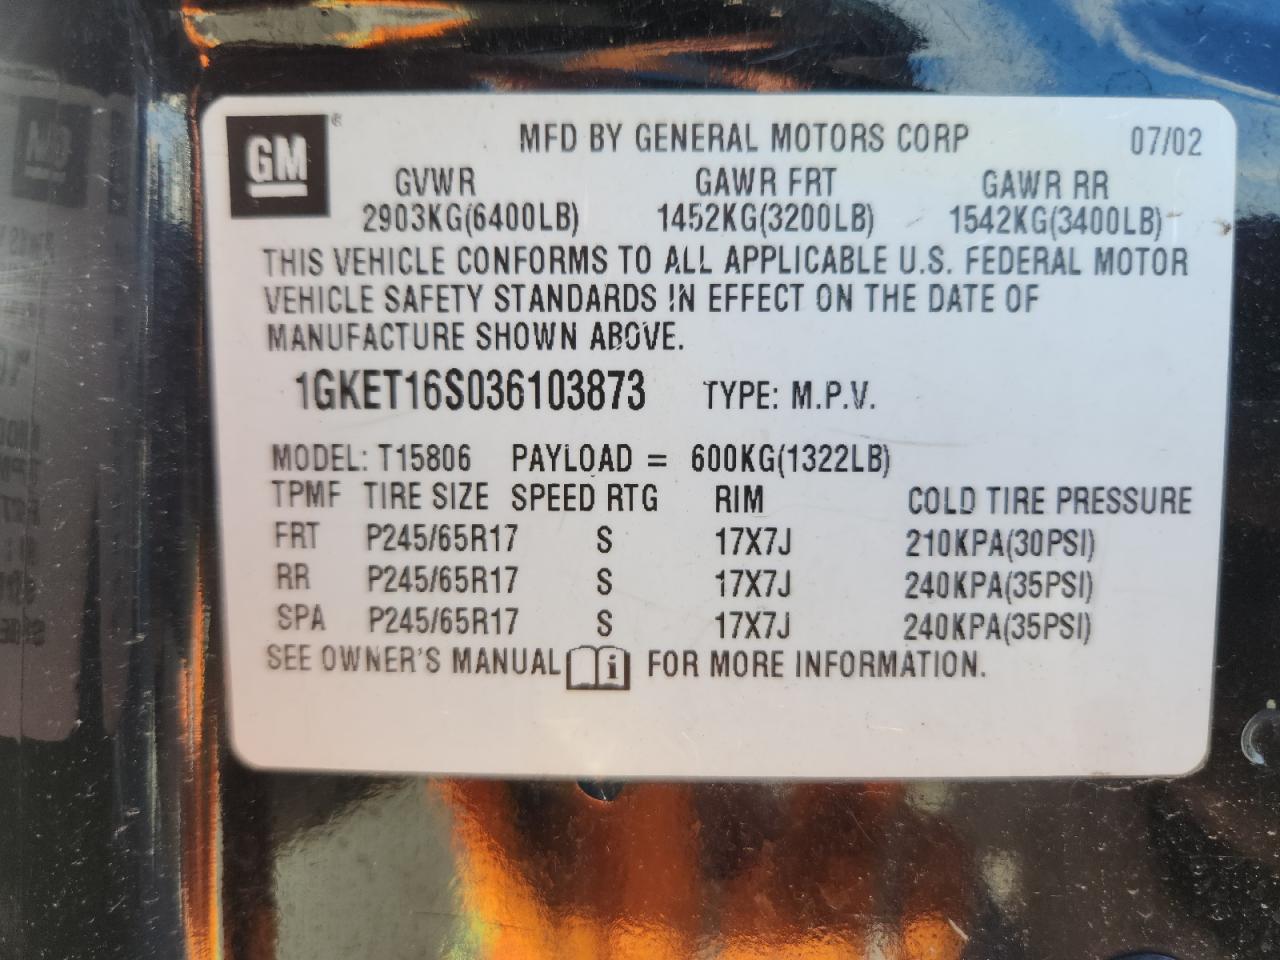 GM ®
MFD BY GENERAL MOTORS CORP 07/02
GVWR GAWR FRT GAWR RR
2903KG(6400LB) 1452KG(3200LB) 1542KG(3400LB)
THIS VEHICLE CONFORMS TO ALL APPLICABLE U.S. FEDERAL MOTOR
VEHICLE SAFETY STANDARDS IN EFFECT ON THE DATE OF
MANUFACTURE SHOWN ABOVE.
1GKET16S036103873 TYPE: M.P.V.
MODEL: T15806 PAYLOAD = 600KG(1322LB)
TPMF TIRE SIZE SPEED RTG RIM COLD TIRE PRESSURE
FRT P245/65R17 S 17X7J 210KPA(30PSI)
RR P245/65R17 S 17X7J 240KPA(35PSI)
SPA P245/65R17 S 17X7J 240KPA(35PSI)
SEE OWNER'S MANUAL i FOR MORE INFORMATION.